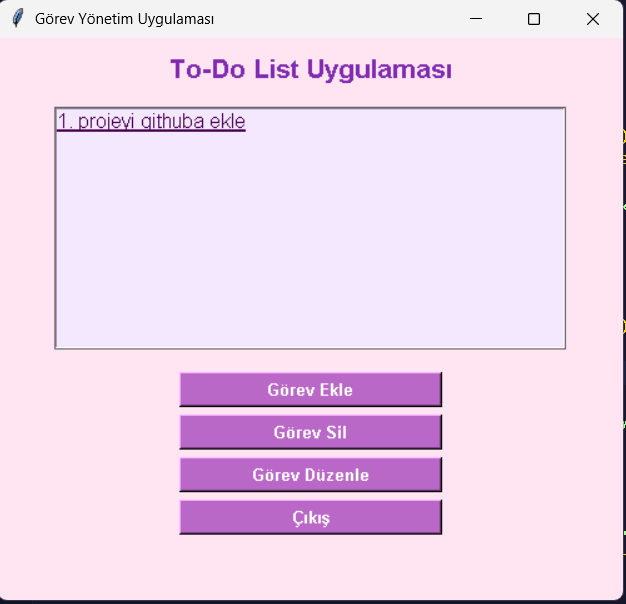 Görev Yönetim Uygulaması
To-Do List Uygulaması
1. projeyi githuba ekle
Görev Ekle
Görev Sil
Görev Düzenle
Çıkış